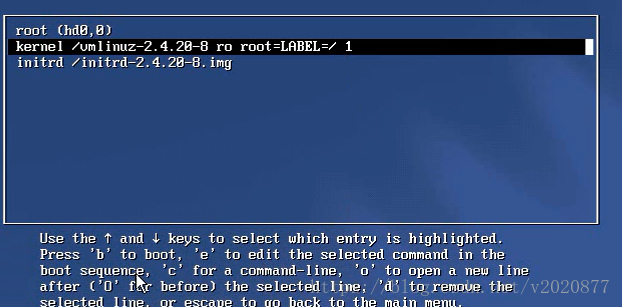 root (hd0,0)
kernel /vmlinuz-2.4.20-8 ro root=LABEL=/ 1
initrd /initrd-2.4.20-8.img
Use the ↑ and ↓ keys to select which entry is highlighted.
Press 'b' to boot, 'e' to edit the selected command in the
boot sequence, 'c' for a command-line, 'o' to open a new line
after ('O' for before) the selected line, 'd' to remove the
selected line, or escape to go back to the main menu.
https://blog.csdn.net/v2020877